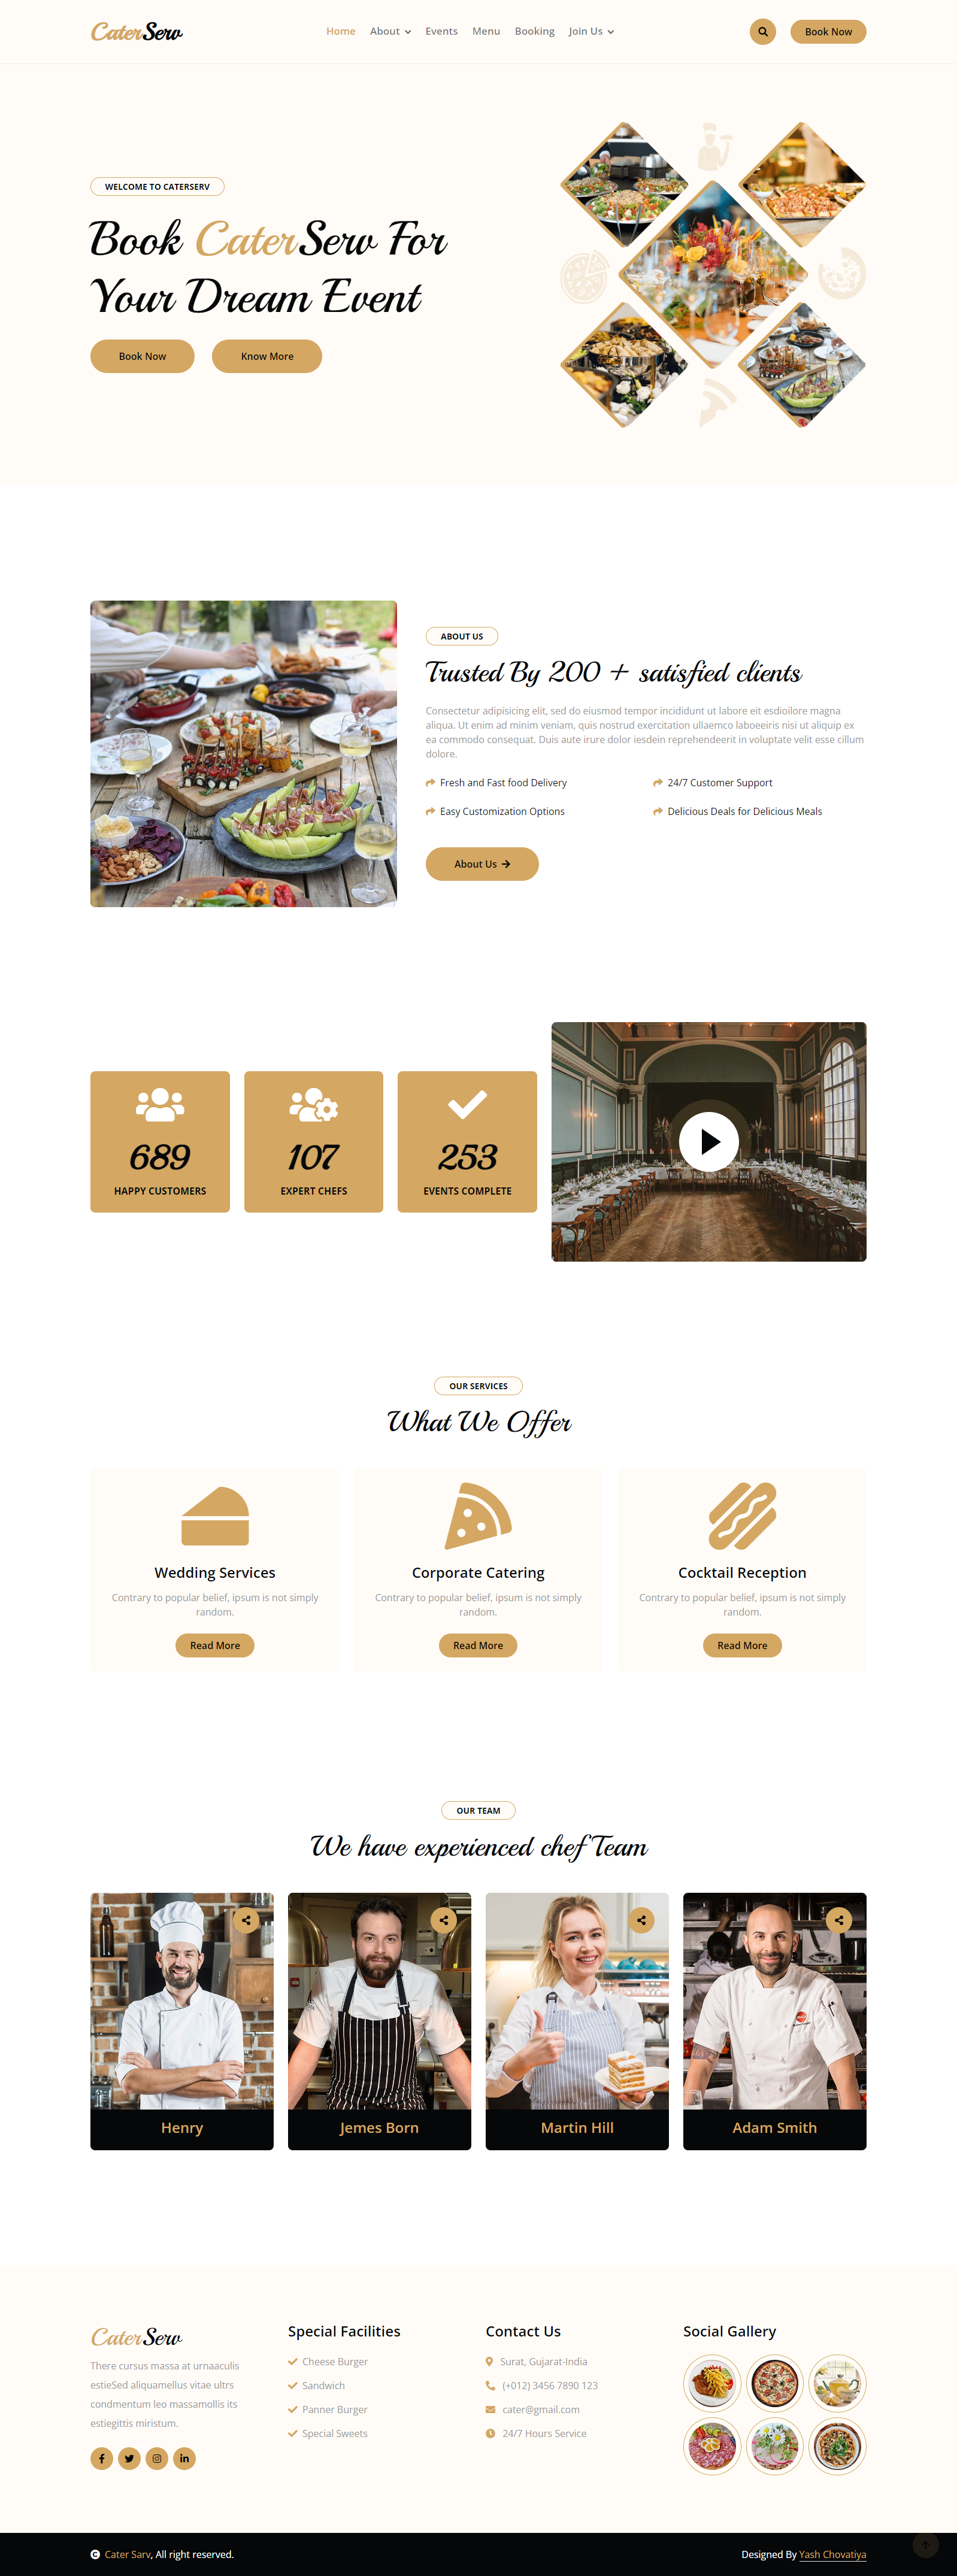 CaterServ
Home About Events Menu Booking Join Us
Book Now
WELCOME TO CATERSERV
Book CaterServ For
Your Dream Event
Book Now Know More
ABOUT US
Trusted By 200 + satisfied clients
Consectetur adipisicing elit, sed do eiusmod tempor incididunt ut labore eit esdioilore magna
aliqua. Ut enim ad minim veniam, quis nostrud exercitation ullaemco laboeeiris nisi ut aliquip ex
ea commodo consequat. Duis aute irure dolor iesdein reprehendeerit in voluptate velit esse cillum
dolore.
Fresh and Fast food Delivery 24/7 Customer Support
Easy Customization Options Delicious Deals for Delicious Meals
About Us
689 107 253
HAPPY CUSTOMERS EXPERT CHEFS EVENTS COMPLETE
OUR SERVICES
What We Offer
Wedding Services
Contrary to popular belief, ipsum is not simply
random.
Read More
Corporate Catering
Contrary to popular belief, ipsum is not simply
random.
Read More
Cocktail Reception
Contrary to popular belief, ipsum is not simply
random.
Read More
OUR TEAM
We have experienced chef Team
Henry Jemes Born Martin Hill Adam Smith
CaterServ
There cursus massa at urnaaculis
estieSed aliquamellus vitae ultrs
condmentum leo massamollis its
estiegittis miristum.
Special Facilities
Cheese Burger
Sandwich
Panner Burger
Special Sweets
Contact Us
Surat, Gujarat-India
(+012) 3456 7890 123
cater@gmail.com
24/7 Hours Service
Social Gallery
Cater Sarv, All right reserved.
Designed By Yash Chovatiya